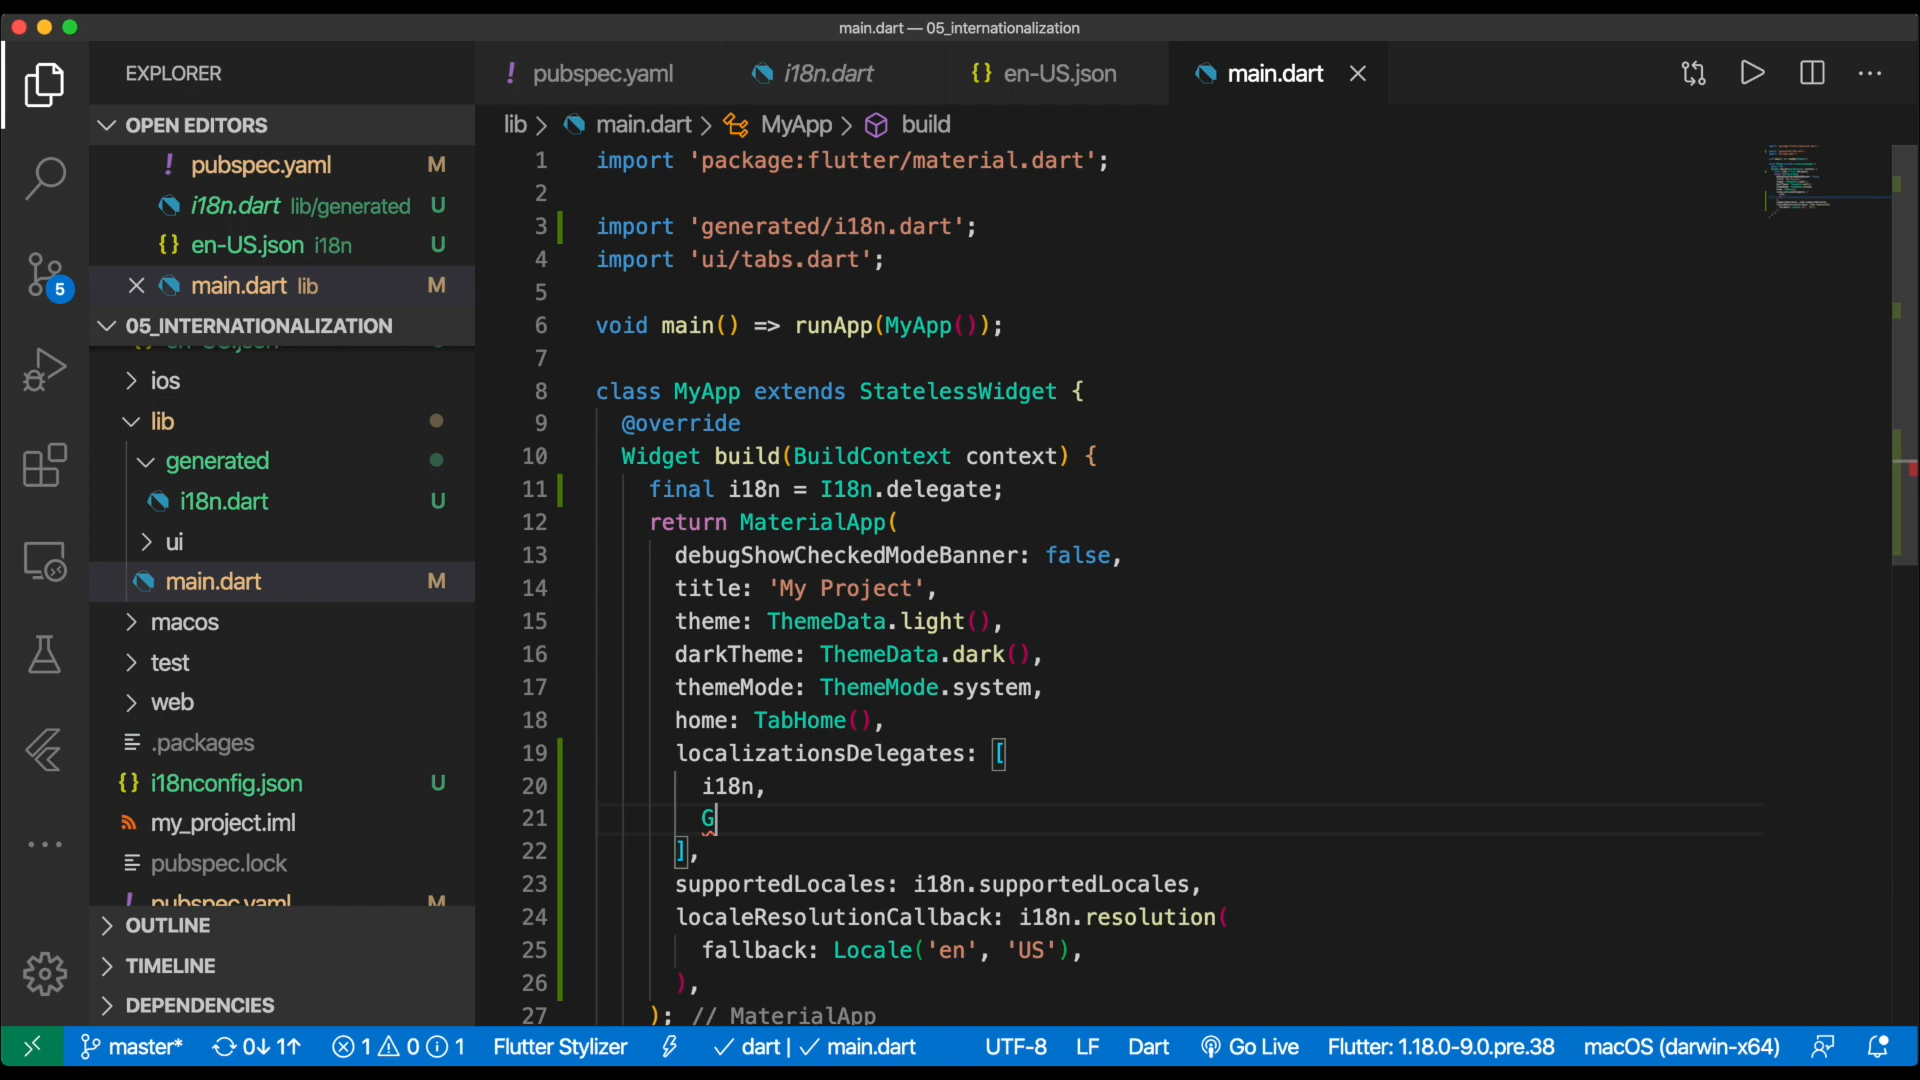 main.dart — 05_internationalization
EXPLORER
pubspec.yaml
i18n.dart
en-US.json
main.dart
OPEN EDITORS
lib > main.dart > MyApp > build
pubspec.yaml M
i18n.dart lib/generated U
en-US.json i18n U
main.dart lib M
05_INTERNATIONALIZATION
en-US.json
ios
lib
generated
i18n.dart U
ui
main.dart M
macos
test
web
.packages
i18nconfig.json U
my_project.iml
pubspec.lock
pubspec.yaml M
OUTLINE
TIMELINE
DEPENDENCIES
5
1 import 'package:flutter/material.dart';
2
3 import 'generated/i18n.dart';
4 import 'ui/tabs.dart';
5
6 void main() => runApp(MyApp());
7
8 class MyApp extends StatelessWidget {
9 @override
10 Widget build(BuildContext context) {
11 final i18n = I18n.delegate;
12 return MaterialApp(
13 debugShowCheckedModeBanner: false,
14 title: 'My Project',
15 theme: ThemeData.light(),
16 darkTheme: ThemeData.dark(),
17 themeMode: ThemeMode.system,
18 home: TabHome(),
19 localizationsDelegates: [
20 i18n,
21 G
22 ],
23 supportedLocales: i18n.supportedLocales,
24 localeResolutionCallback: i18n.resolution(
25 fallback: Locale('en', 'US'),
26 ),
27 ); // MaterialApp
master* 0↓ 1↑ 1 0 1 Flutter Stylizer ✓ dart | ✓ main.dart UTF-8 LF Dart Go Live Flutter: 1.18.0-9.0.pre.38 macOS (darwin-x64)